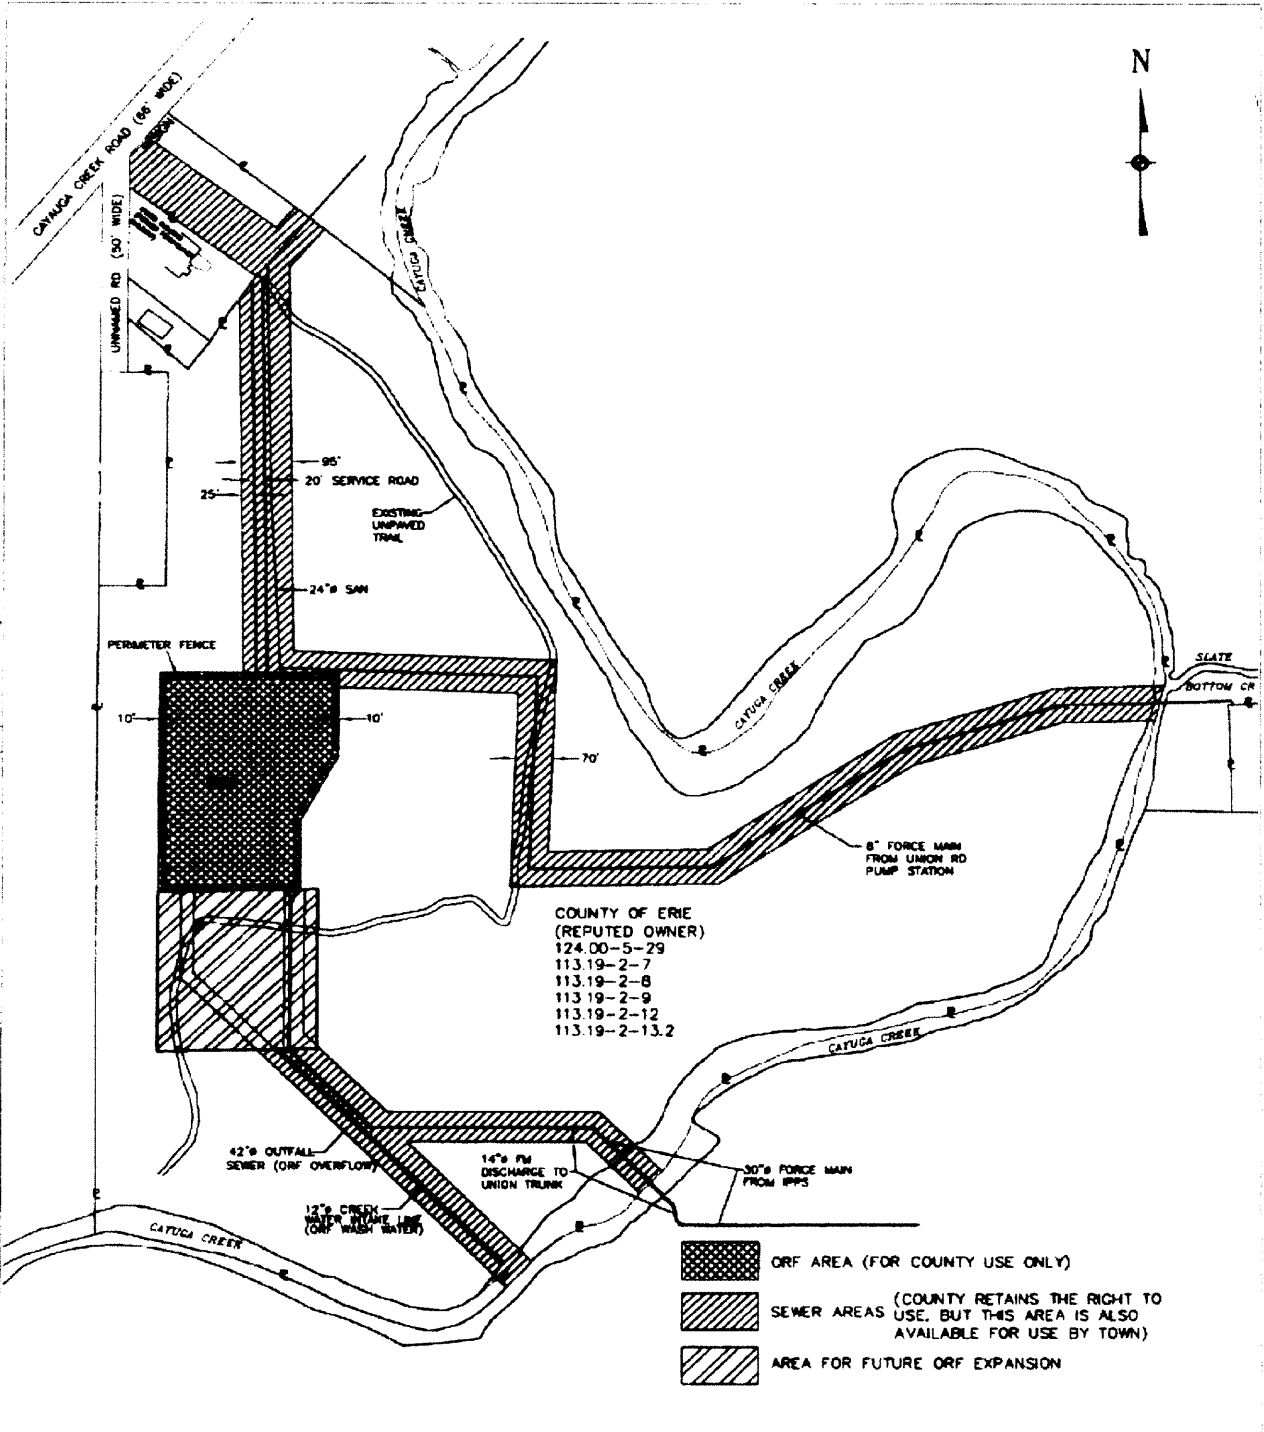 N
CAYAUGA CREEK ROAD (66' WIDE)
UNNAMED RD (50' WIDE)
CAYUGA CREEK
95'
20' SERVICE ROAD
25'
EXISTING
UNPAVED
TRAIL
24"ø SAN
PERIMETER FENCE
10'
10'
70'
CAYUGA CREEK
SLATE
BOTTOM CR
8" FORCE MAIN
FROM UNION RD
PUMP STATION
COUNTY OF ERIE
(REPUTED OWNER)
124.00-5-29
113.19-2-7
113.19-2-8
113.19-2-9
113.19-2-12
113.19-2-13.2
CAYUGA CREEK
42"ø OUTFALL
SEWER (ORF OVERFLOW)
14"ø FM
DISCHARGE TO
UNION TRUNK
30"ø FORCE MAIN
FROM IPPS
12"ø CREEK
WATER INTAKE LINE
(ORF WASH WATER)
CAYUGA CREEK
ORF AREA (FOR COUNTY USE ONLY)
SEWER AREAS (COUNTY RETAINS THE RIGHT TO
USE, BUT THIS AREA IS ALSO
AVAILABLE FOR USE BY TOWN)
AREA FOR FUTURE ORF EXPANSION